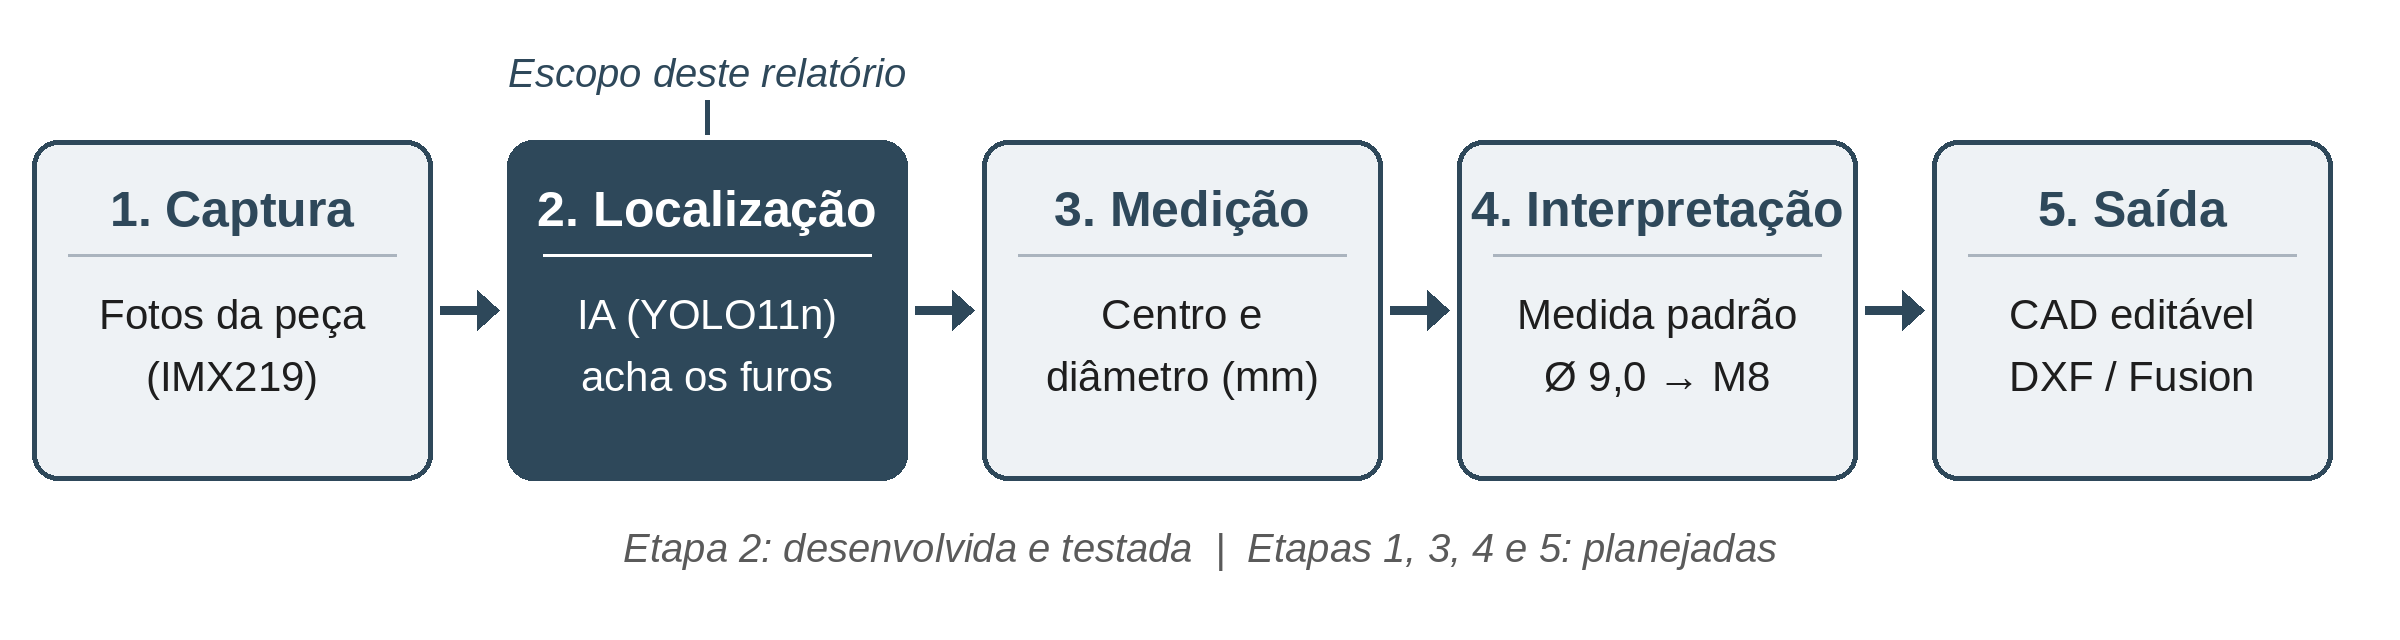 Escopo deste relatório
1. Captura
Fotos da peça
(IMX219)
2. Localização
IA (YOLO11n)
acha os furos
3. Medição
Centro e
diâmetro (mm)
4. Interpretação
Medida padrão
Ø 9,0 → M8
5. Saída
CAD editável
DXF / Fusion
Etapa 2: desenvolvida e testada | Etapas 1, 3, 4 e 5: planejadas